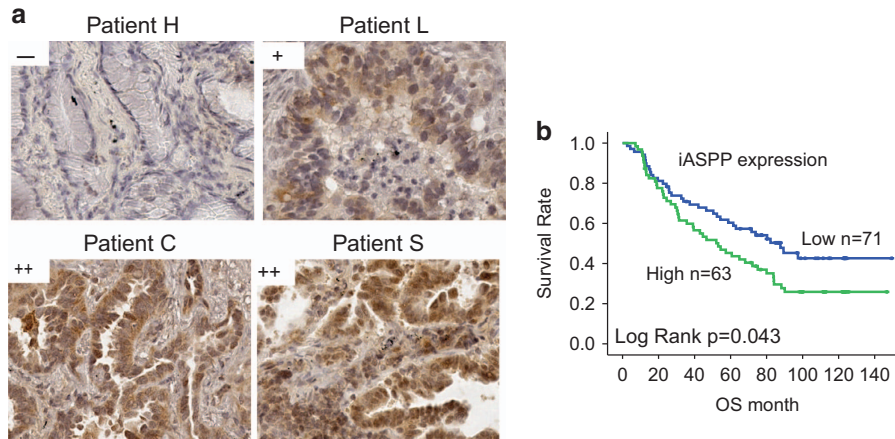 a
Patient H
—
Patient L
+
Patient C
++
Patient S
++
b
Survival Rate
1.0
0.8
0.6
0.4
0.2
0.0
iASPP expression
Low n=71
High n=63
Log Rank p=0.043
0 20 40 60 80 100 120 140
OS month